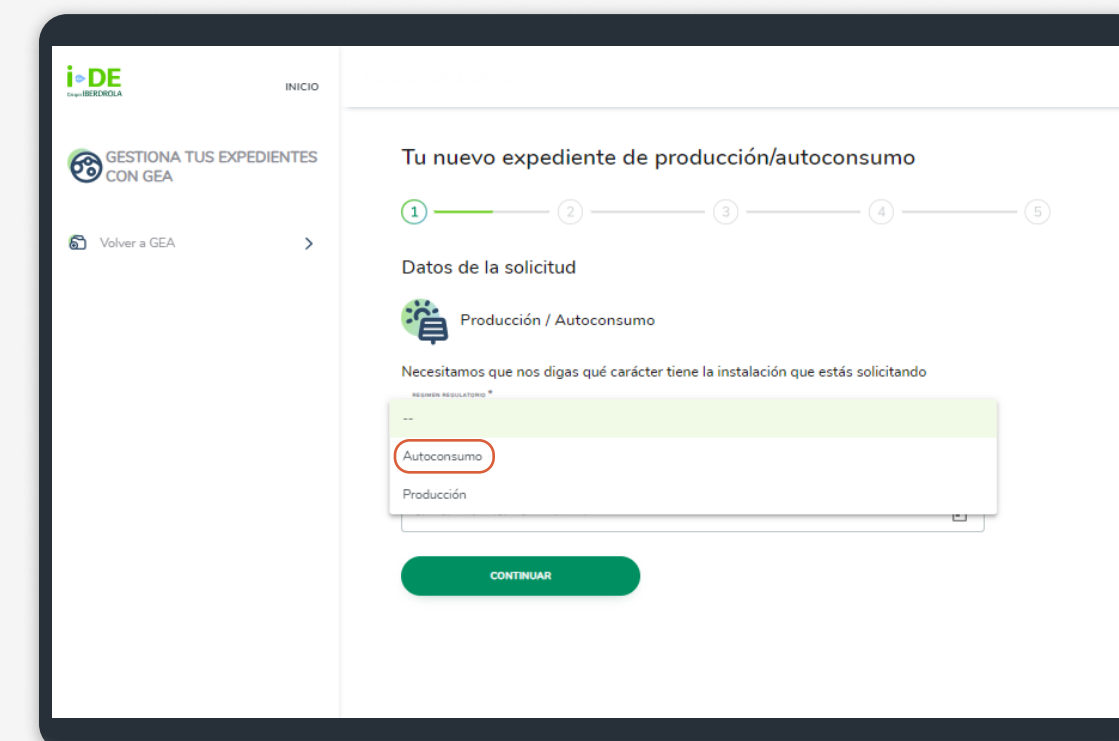 i-DE
Grupo IBERDROLA
INICIO
GESTIONA TUS EXPEDIENTES
CON GEA
Volver a GEA
Tu nuevo expediente de producción/autoconsumo
1 2 3 4 5
Datos de la solicitud
Producción / Autoconsumo
Necesitamos que nos digas qué carácter tiene la instalación que estás solicitando
RÉGIMEN REGULATORIO *
--
Autoconsumo
Producción
CONTINUAR